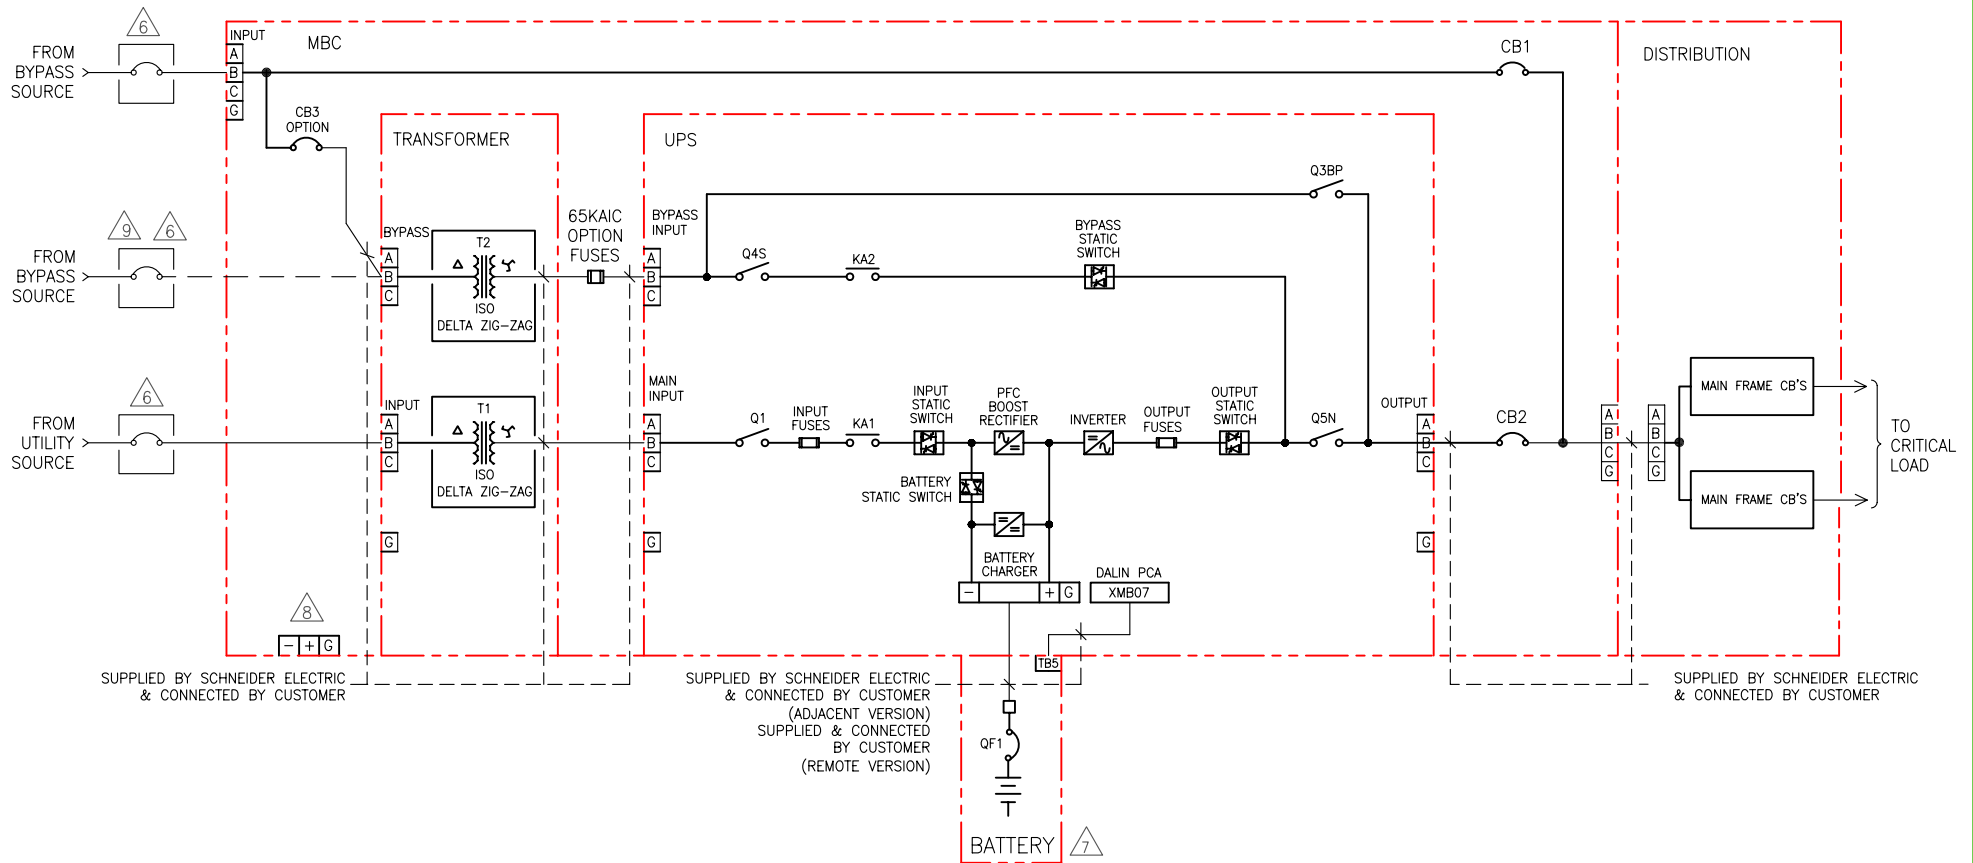 6
FROM
BYPASS
SOURCE
INPUT
A
B
C
G
MBC
CB1
DISTRIBUTION
CB3
OPTION
TRANSFORMER
UPS
Q3BP
9
6
FROM
BYPASS
SOURCE
BYPASS
A
B
C
T2
ISO
DELTA ZIG-ZAG
65KAIC
OPTION
FUSES
BYPASS
INPUT
A
B
C
Q4S
KA2
BYPASS
STATIC
SWITCH
6
FROM
UTILITY
SOURCE
INPUT
A
B
C
T1
ISO
DELTA ZIG-ZAG
G
MAIN
INPUT
A
B
C
G
Q1
INPUT
FUSES
KA1
INPUT
STATIC
SWITCH
PFC
BOOST
RECTIFIER
INVERTER
OUTPUT
FUSES
OUTPUT
STATIC
SWITCH
Q5N
OUTPUT
A
B
C
G
CB2
A
B
C
G
A
B
C
G
MAIN FRAME CB'S
MAIN FRAME CB'S
TO
CRITICAL
LOAD
BATTERY
STATIC SWITCH
BATTERY
CHARGER
− + G
DALIN PCA
XMB07
TB5
8
− + G
SUPPLIED BY SCHNEIDER ELECTRIC
& CONNECTED BY CUSTOMER
SUPPLIED BY SCHNEIDER ELECTRIC
& CONNECTED BY CUSTOMER
(ADJACENT VERSION)
SUPPLIED & CONNECTED
BY CUSTOMER
(REMOTE VERSION)
SUPPLIED BY SCHNEIDER ELECTRIC
& CONNECTED BY CUSTOMER
QF1
BATTERY
7